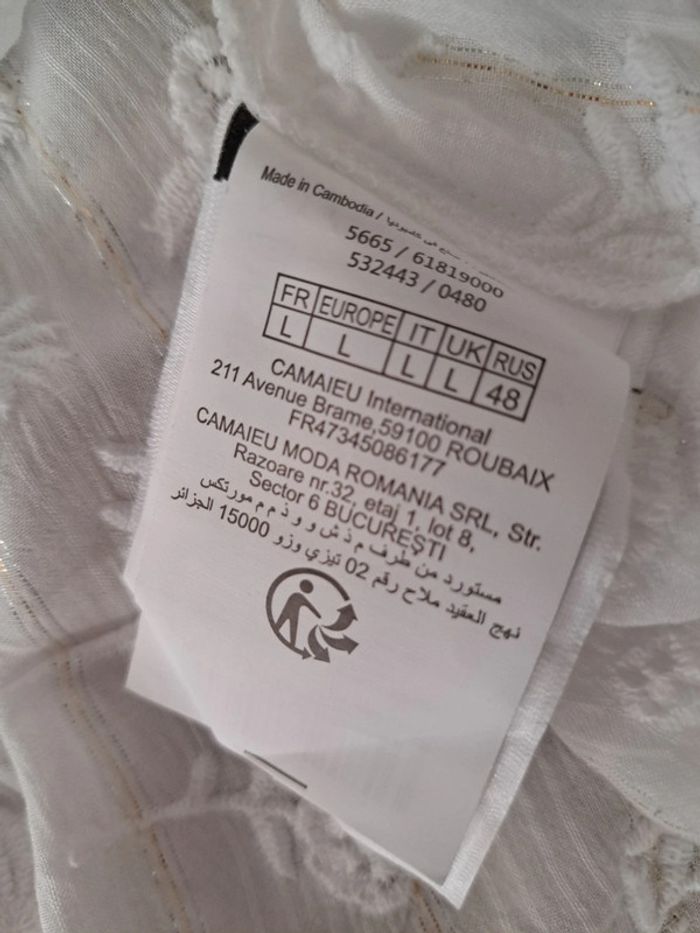 Made in Cambodia /
5665 / 61819000
532443 / 0480
FR EUROPE IT UK RUS
L L L L 48
CAMAIEU International
211 Avenue Brame,59100 ROUBAIX
FR47345086177
CAMAIEU MODA ROMANIA SRL, Str.
Razoare nr.32, etaj 1, lot 8,
Sector 6 BUCUREȘTI
مستورد من طرف م ذ ش و و ذ م م مورتكس
نهج العقيد ملاح رقم 02 تيزي وزو 15000 الجزائر